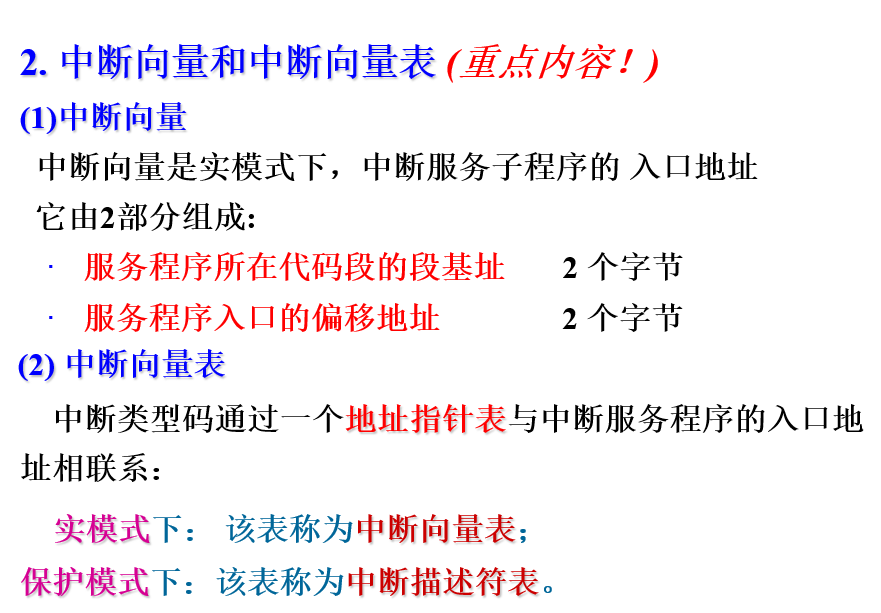 2. 中断向量和中断向量表 (重点内容！)
(1)中断向量
中断向量是实模式下，中断服务子程序的 入口地址
它由2部分组成:
· 服务程序所在代码段的段基址 2 个字节
· 服务程序入口的偏移地址 2 个字节
(2) 中断向量表
中断类型码通过一个地址指针表与中断服务程序的入口地
址相联系：
实模式下： 该表称为中断向量表；
保护模式下：该表称为中断描述符表。